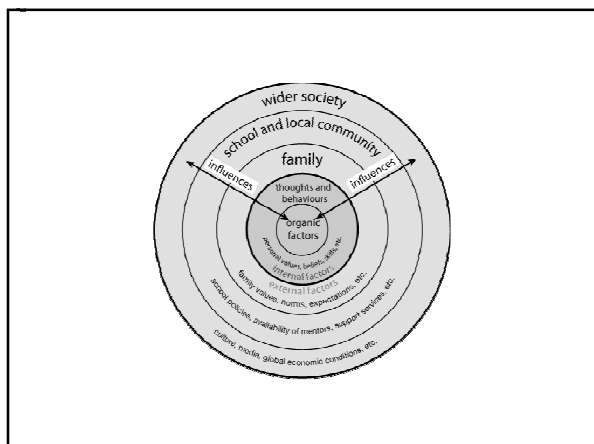 wider society
school and local community
family
influences
influences
thoughts and
behaviours
organic
factors
personal values, beliefs, skills, etc.
internal factors
external factors
family values, norms, expectations, etc.
school policies, availability of mentors, support services, etc.
culture, media, global economic conditions, etc.